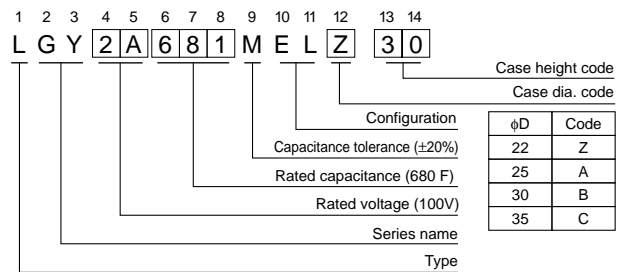 1 2 3 4 5 6 7 8 9 10 11 12 13 14
L G Y 2 A 6 8 1 M E L Z 3 0
Case height code
Case dia. code
Configuration
Capacitance tolerance (±20%)
Rated capacitance (680 F)
Rated voltage (100V)
Series name
Type
φD Code
22 Z
25 A
30 B
35 C